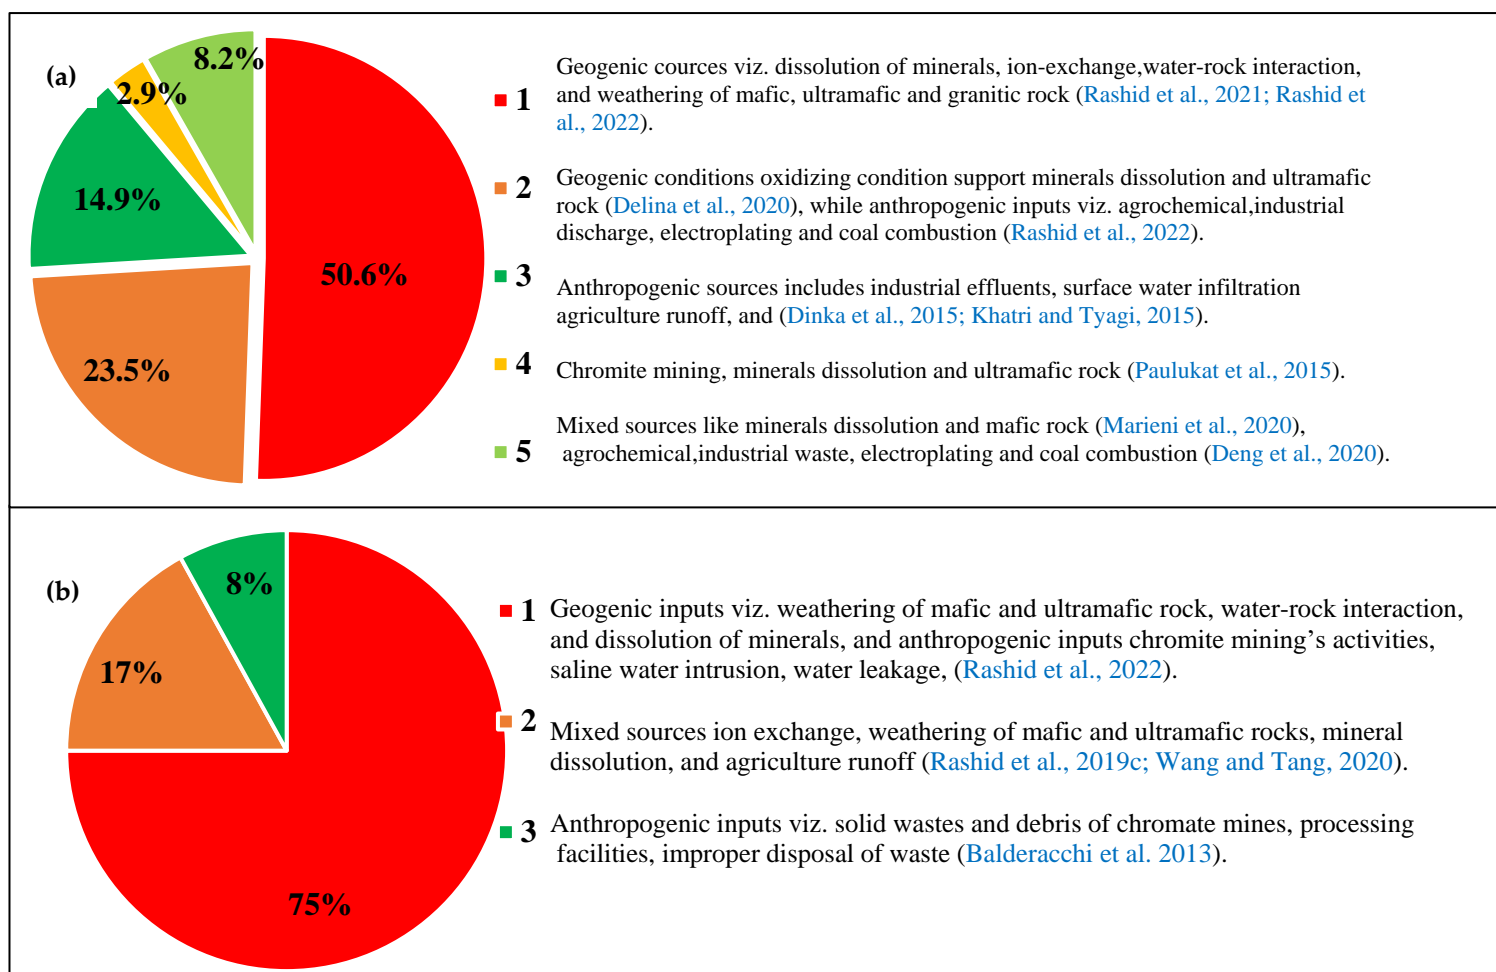 (a)
8.2%
2.9%
14.9%
50.6%
23.5%
1 Geogenic cources viz. dissolution of minerals, ion-exchange,water-rock interaction,
and weathering of mafic, ultramafic and granitic rock (Rashid et al., 2021; Rashid et
al., 2022).
2 Geogenic conditions oxidizing condition support minerals dissolution and ultramafic
rock (Delina et al., 2020), while anthropogenic inputs viz. agrochemical,industrial
discharge, electroplating and coal combustion (Rashid et al., 2022).
3 Anthropogenic sources includes industrial effluents, surface water infiltration
agriculture runoff, and (Dinka et al., 2015; Khatri and Tyagi, 2015).
4 Chromite mining, minerals dissolution and ultramafic rock (Paulukat et al., 2015).
5 Mixed sources like minerals dissolution and mafic rock (Marieni et al., 2020),
agrochemical,industrial waste, electroplating and coal combustion (Deng et al., 2020).
(b)
8%
17%
75%
1 Geogenic inputs viz. weathering of mafic and ultramafic rock, water-rock interaction,
and dissolution of minerals, and anthropogenic inputs chromite mining’s activities,
saline water intrusion, water leakage, (Rashid et al., 2022).
2 Mixed sources ion exchange, weathering of mafic and ultramafic rocks, mineral
dissolution, and agriculture runoff (Rashid et al., 2019c; Wang and Tang, 2020).
3 Anthropogenic inputs viz. solid wastes and debris of chromate mines, processing
facilities, improper disposal of waste (Balderacchi et al. 2013).